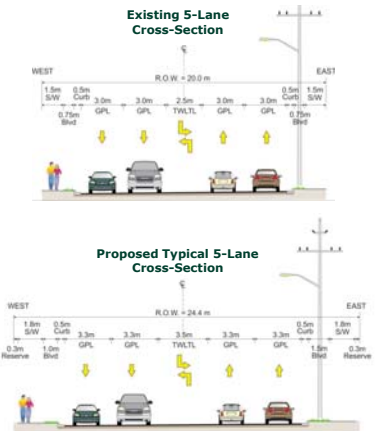 Existing 5-Lane
Cross-Section
WEST
EAST
R.O.W. = 20.0 m
1.5m
S/W
0.75m
Blvd
0.5m
Curb
3.0m
GPL
3.0m
GPL
2.5m
TWLTL
3.0m
GPL
3.0m
GPL
0.5m
Curb
0.75m
Blvd
1.5m
S/W
Proposed Typical 5-Lane
Cross-Section
WEST
EAST
R.O.W. = 24.4 m
0.3m
Reserve
1.8m
S/W
1.0m
Blvd
0.5m
Curb
3.3m
GPL
3.3m
GPL
3.5m
TWLTL
3.3m
GPL
3.3m
GPL
0.5m
Curb
1.5m
Blvd
1.8m
S/W
0.3m
Reserve